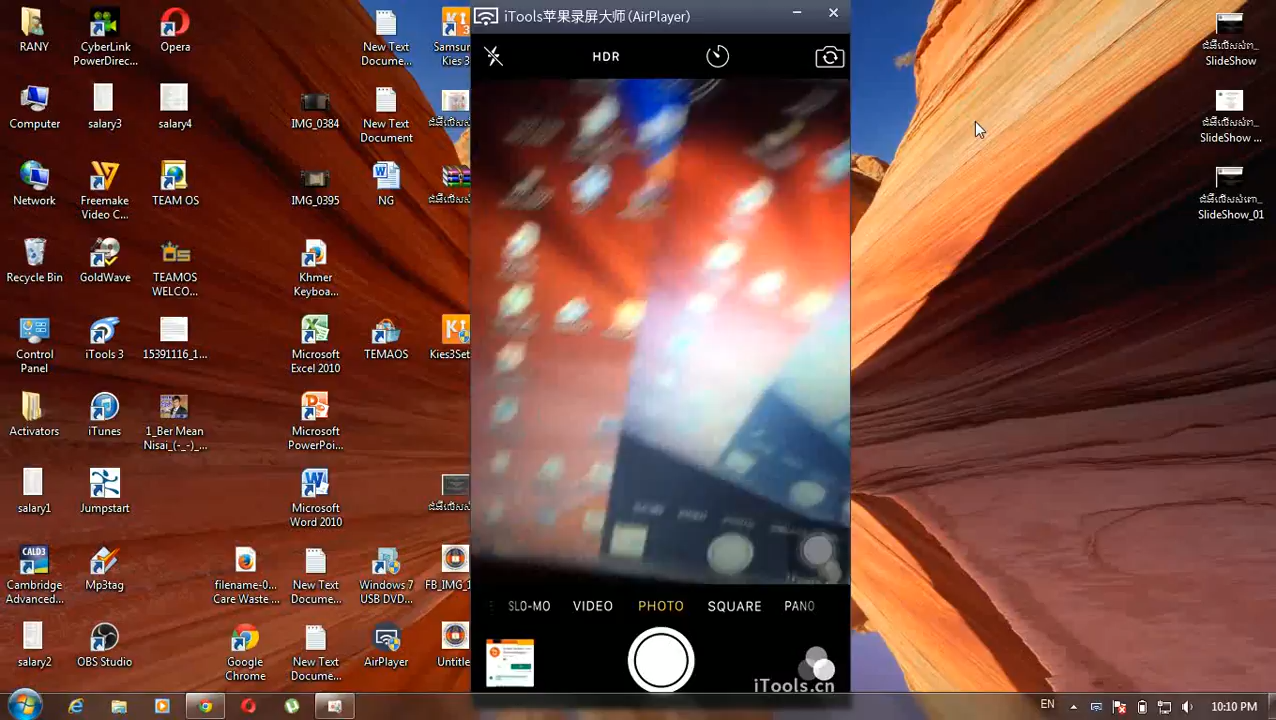 iTools苹果录屏大师(AirPlayer)
HDR
SLO-MO VIDEO PHOTO SQUARE PANO
iTools.cn
RANY
CyberLink
PowerDirec...
Opera
New Text
Docume...
Samsun
Kies 3
Computer
salary3
salary4
IMG_0384
New Text
Document
Network
Freemake
Video C...
TEAM OS
IMG_0395
NG
Recycle Bin
GoldWave
TEAMOS
WELCO...
Khmer
Keyboa...
Control
Panel
iTools 3
15391116_1...
Microsoft
Excel 2010
TEMAOS
Kies3Set
Activators
iTunes
1_Ber Mean
Nisai_(-_-)_...
Microsoft
PowerPoi...
salary1
Jumpstart
Microsoft
Word 2010
CALD3
Cambridge
Advanced...
Mp3tag
filename-0...
Care Waste ...
New Text
Docume...
Windows 7
USB DVD...
FB_IMG_1
salary2
OBS Studio
Google
Chrome
New Text
Docume...
AirPlayer
Untitle
SlideShow
SlideShow ...
SlideShow_01
EN
10:10 PM